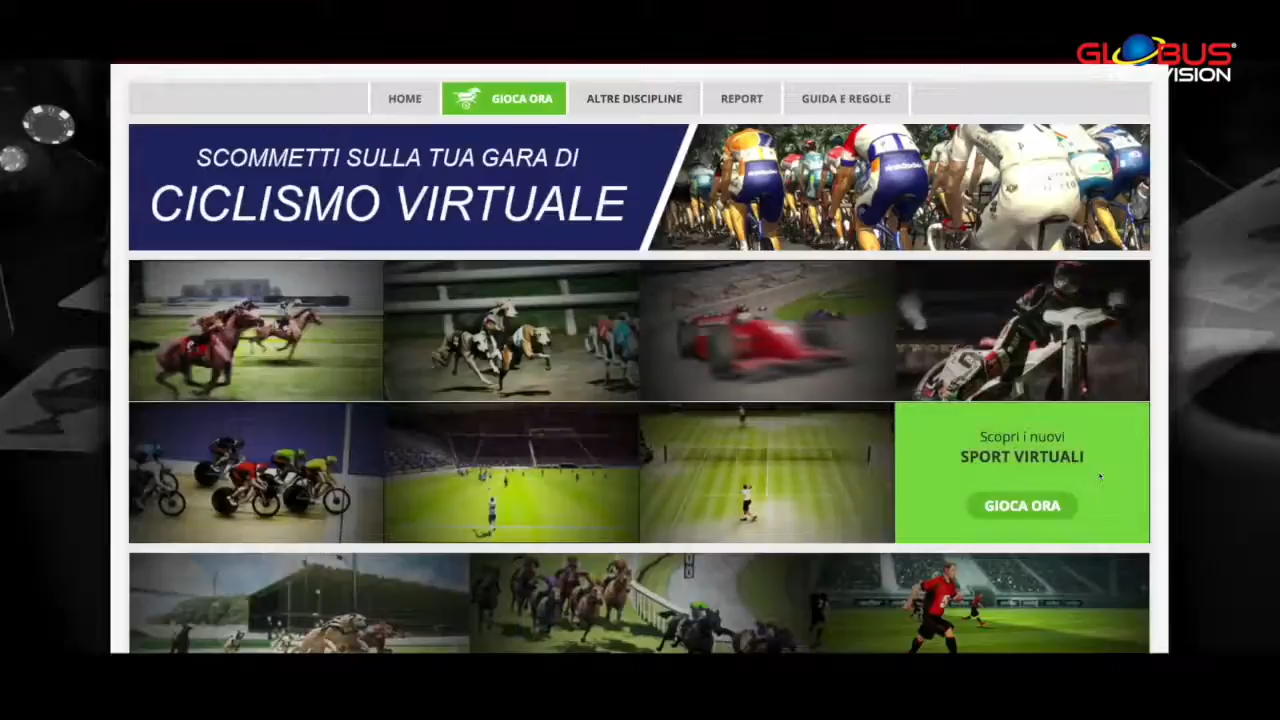 GLOBUS
VISION
HOME
GIOCA ORA
ALTRE DISCIPLINE
REPORT
GUIDA E REGOLE
SCOMMETTI SULLA TUA GARA DI
CICLISMO VIRTUALE
Scopri i nuovi
SPORT VIRTUALI
GIOCA ORA